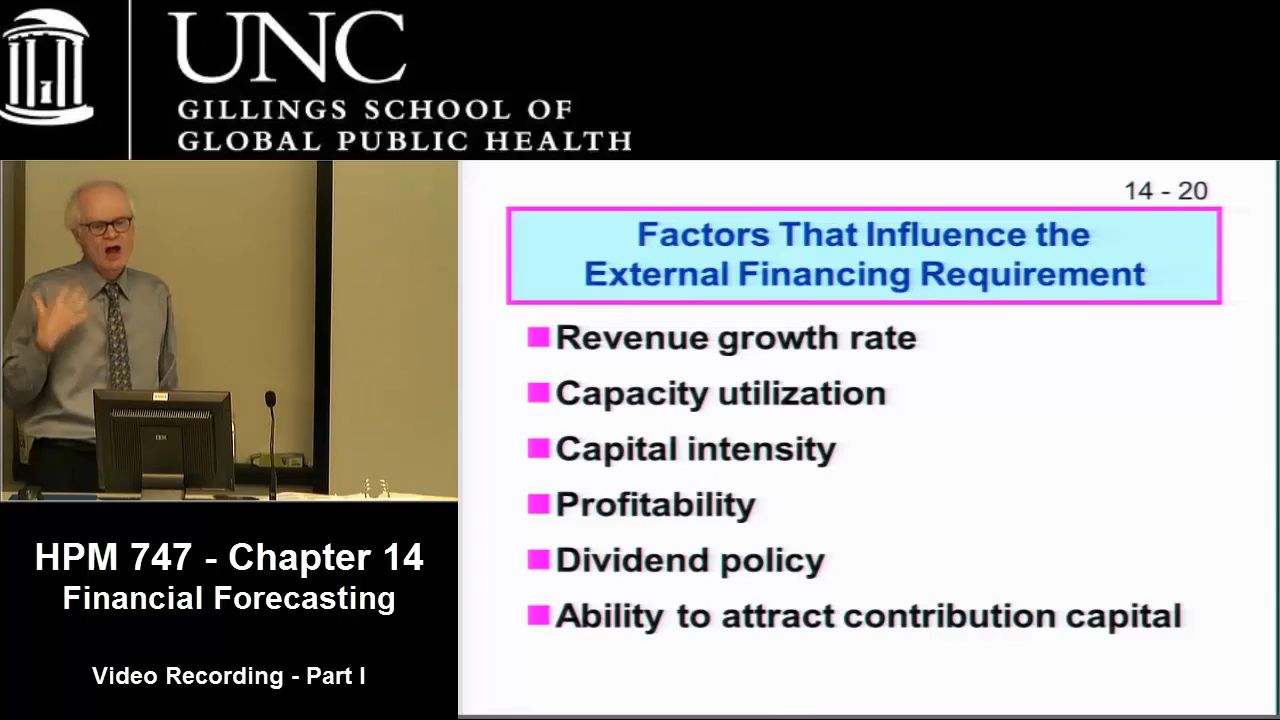 UNC
GILLINGS SCHOOL OF
GLOBAL PUBLIC HEALTH
14 - 20
Factors That Influence the
External Financing Requirement
Revenue growth rate
Capacity utilization
Capital intensity
Profitability
Dividend policy
Ability to attract contribution capital
IBM
HPM 747 - Chapter 14
Financial Forecasting
Video Recording - Part I